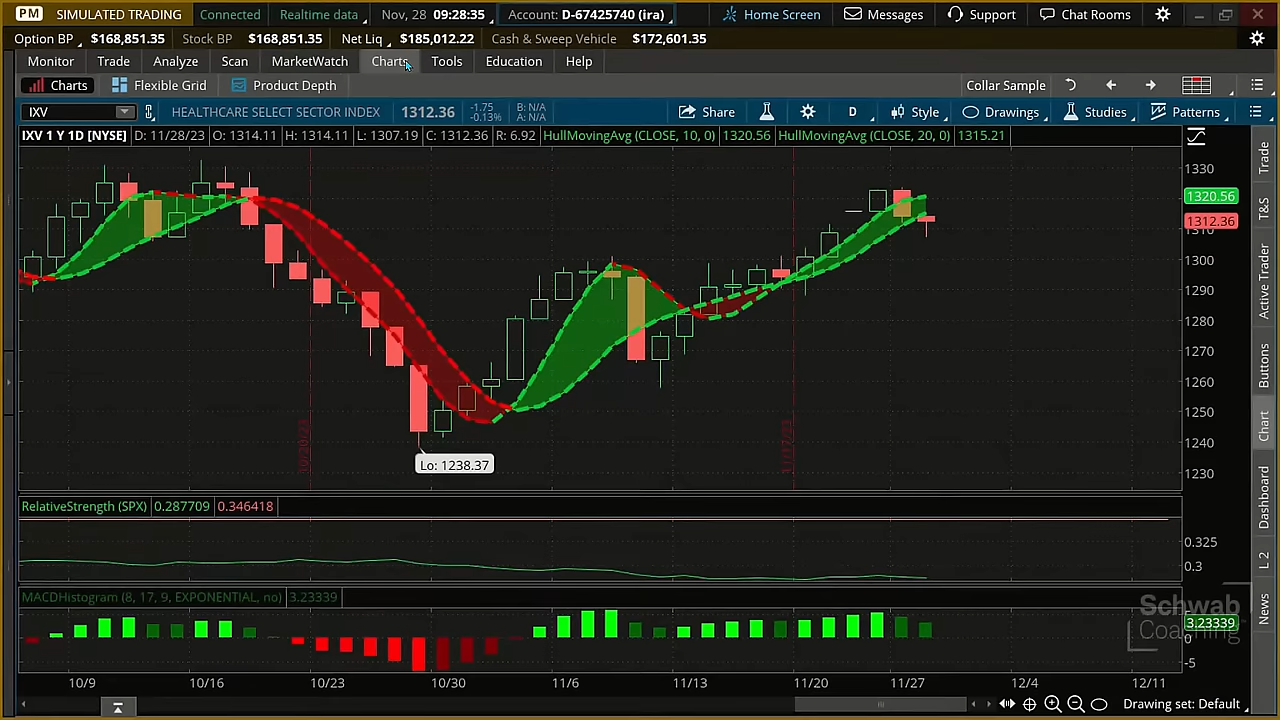 PM SIMULATED TRADING Connected Realtime data Nov, 28 09:28:35 Account: D-67425740 (ira) Home Screen Messages Support Chat Rooms
Option BP $168,851.35 Stock BP $168,851.35 Net Liq $185,012.22 Cash & Sweep Vehicle $172,601.35
Monitor Trade Analyze Scan MarketWatch Charts Tools Education Help
Charts Flexible Grid Product Depth Collar Sample
IXV HEALTHCARE SELECT SECTOR INDEX 1312.36 -1.75 -0.13% B: N/A A: N/A Share D Style Drawings Studies Patterns
IXV 1 Y 1D [NYSE] D: 11/28/23 O: 1314.11 H: 1314.11 L: 1307.19 C: 1312.36 R: 6.92 HullMovingAvg (CLOSE, 10, 0) 1320.56 HullMovingAvg (CLOSE, 20, 0) 1315.21
1330
1320.56
1312.36
1310
1300
1290
1280
1270
1260
1250
1240
1230
10/20/23
11/17/23
Lo: 1238.37
RelativeStrength (SPX) 0.287709 0.346418
0.325
0.3
MACDHistogram (8, 17, 9, EXPONENTIAL, no) 3.23339
3.23339
0
-5
Schwab
Coaching
10/9 10/16 10/23 10/30 11/6 11/13 11/20 11/27 12/4 12/11
Drawing set: Default
Trade
T&S
Active Trader
Buttons
Chart
Dashboard
L 2
News